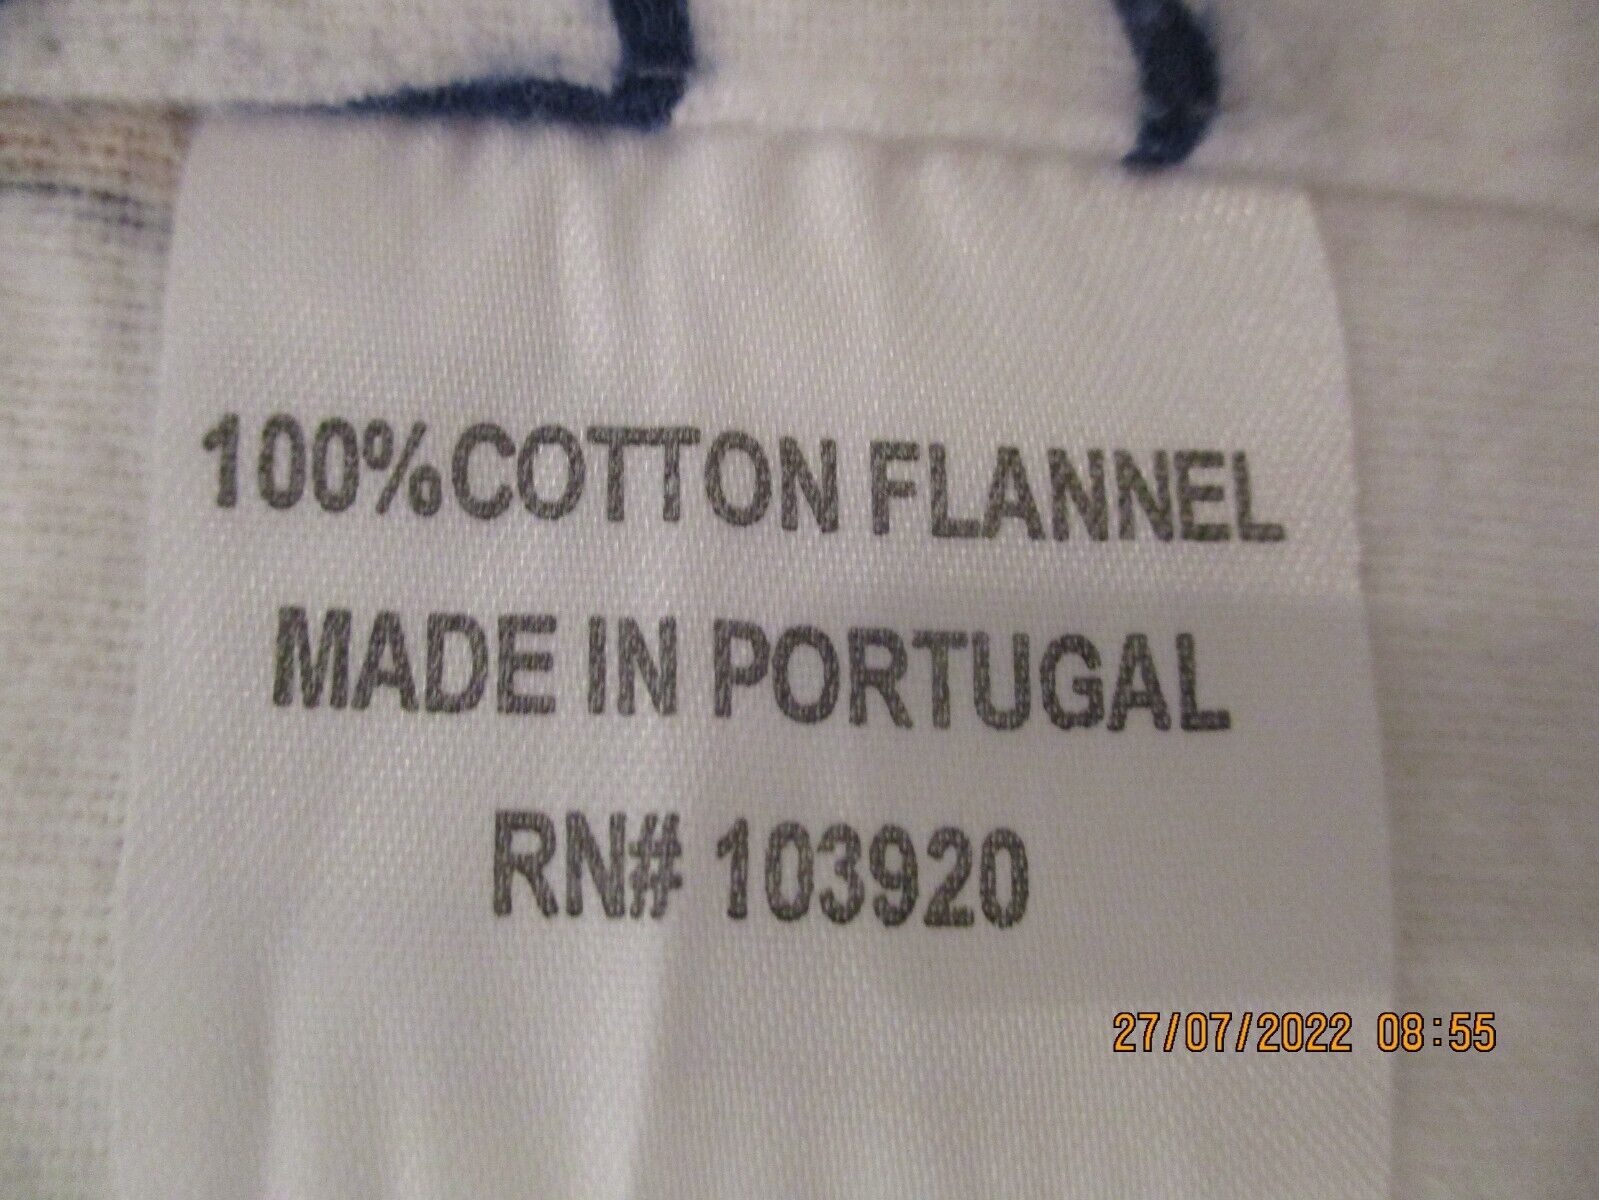 100%COTTON FLANNEL
MADE IN PORTUGAL
RN# 103920
27/07/2022 08:55